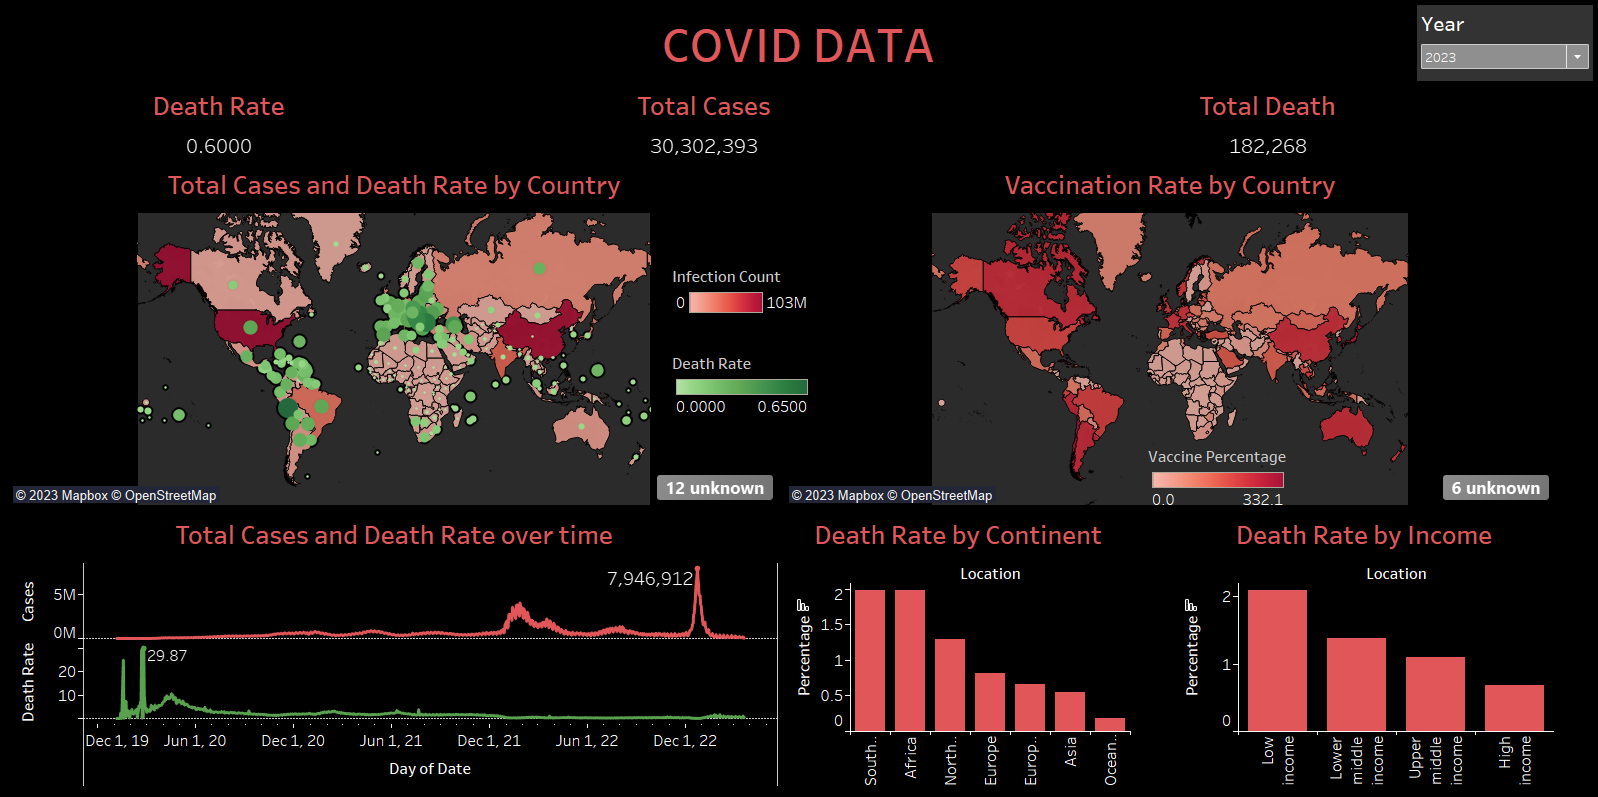 COVID DATA
Year
2023
Death Rate
0.6000
Total Cases
30,302,393
Total Death
182,268
Total Cases and Death Rate by Country
Infection Count
0
103M
Death Rate
0.0000
0.6500
© 2023 Mapbox © OpenStreetMap
12 unknown
Vaccination Rate by Country
Vaccine Percentage
0.0
332.1
© 2023 Mapbox © OpenStreetMap
6 unknown
Total Cases and Death Rate over time
Cases
5M
0M
7,946,912
Death Rate
20
10
29.87
Dec 1, 19
Jun 1, 20
Dec 1, 20
Jun 1, 21
Dec 1, 21
Jun 1, 22
Dec 1, 22
Day of Date
Death Rate by Continent
Location
Percentage
2
1.5
1
0.5
0
South..
Africa
North..
Europe
Europ..
Asia
Ocean..
Death Rate by Income
Location
Percentage
2
1
0
Low
income
Lower
middle
income
Upper
middle
income
High
income